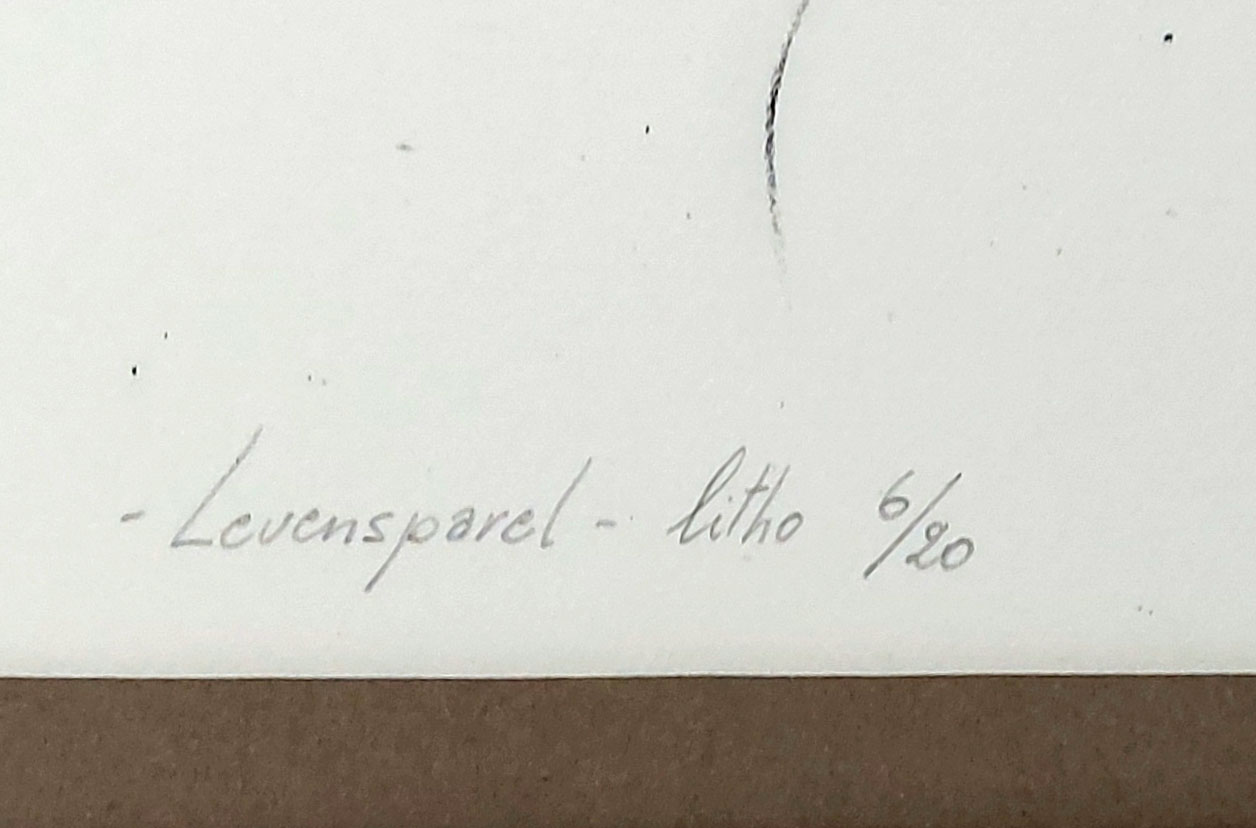 - Levensparel - litho 6/20